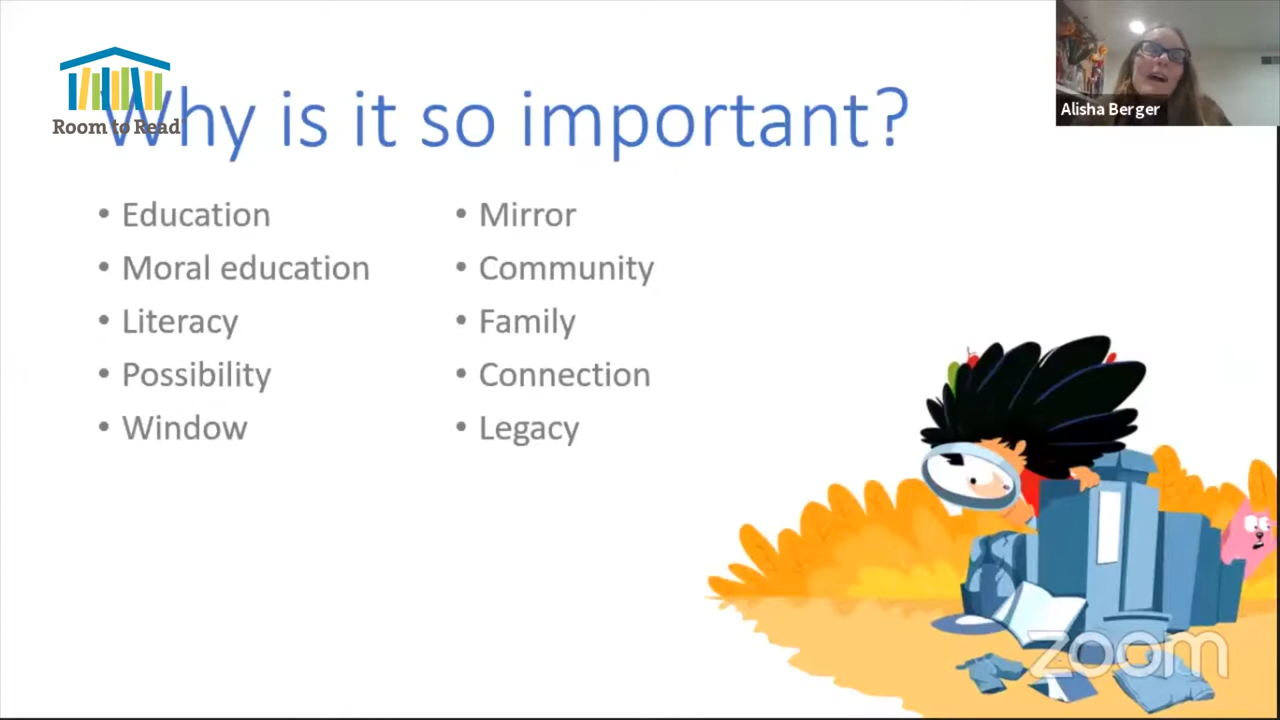 Room to Read
Why is it so important?
Alisha Berger
• Education
• Moral education
• Literacy
• Possibility
• Window
• Mirror
• Community
• Family
• Connection
• Legacy
zoom